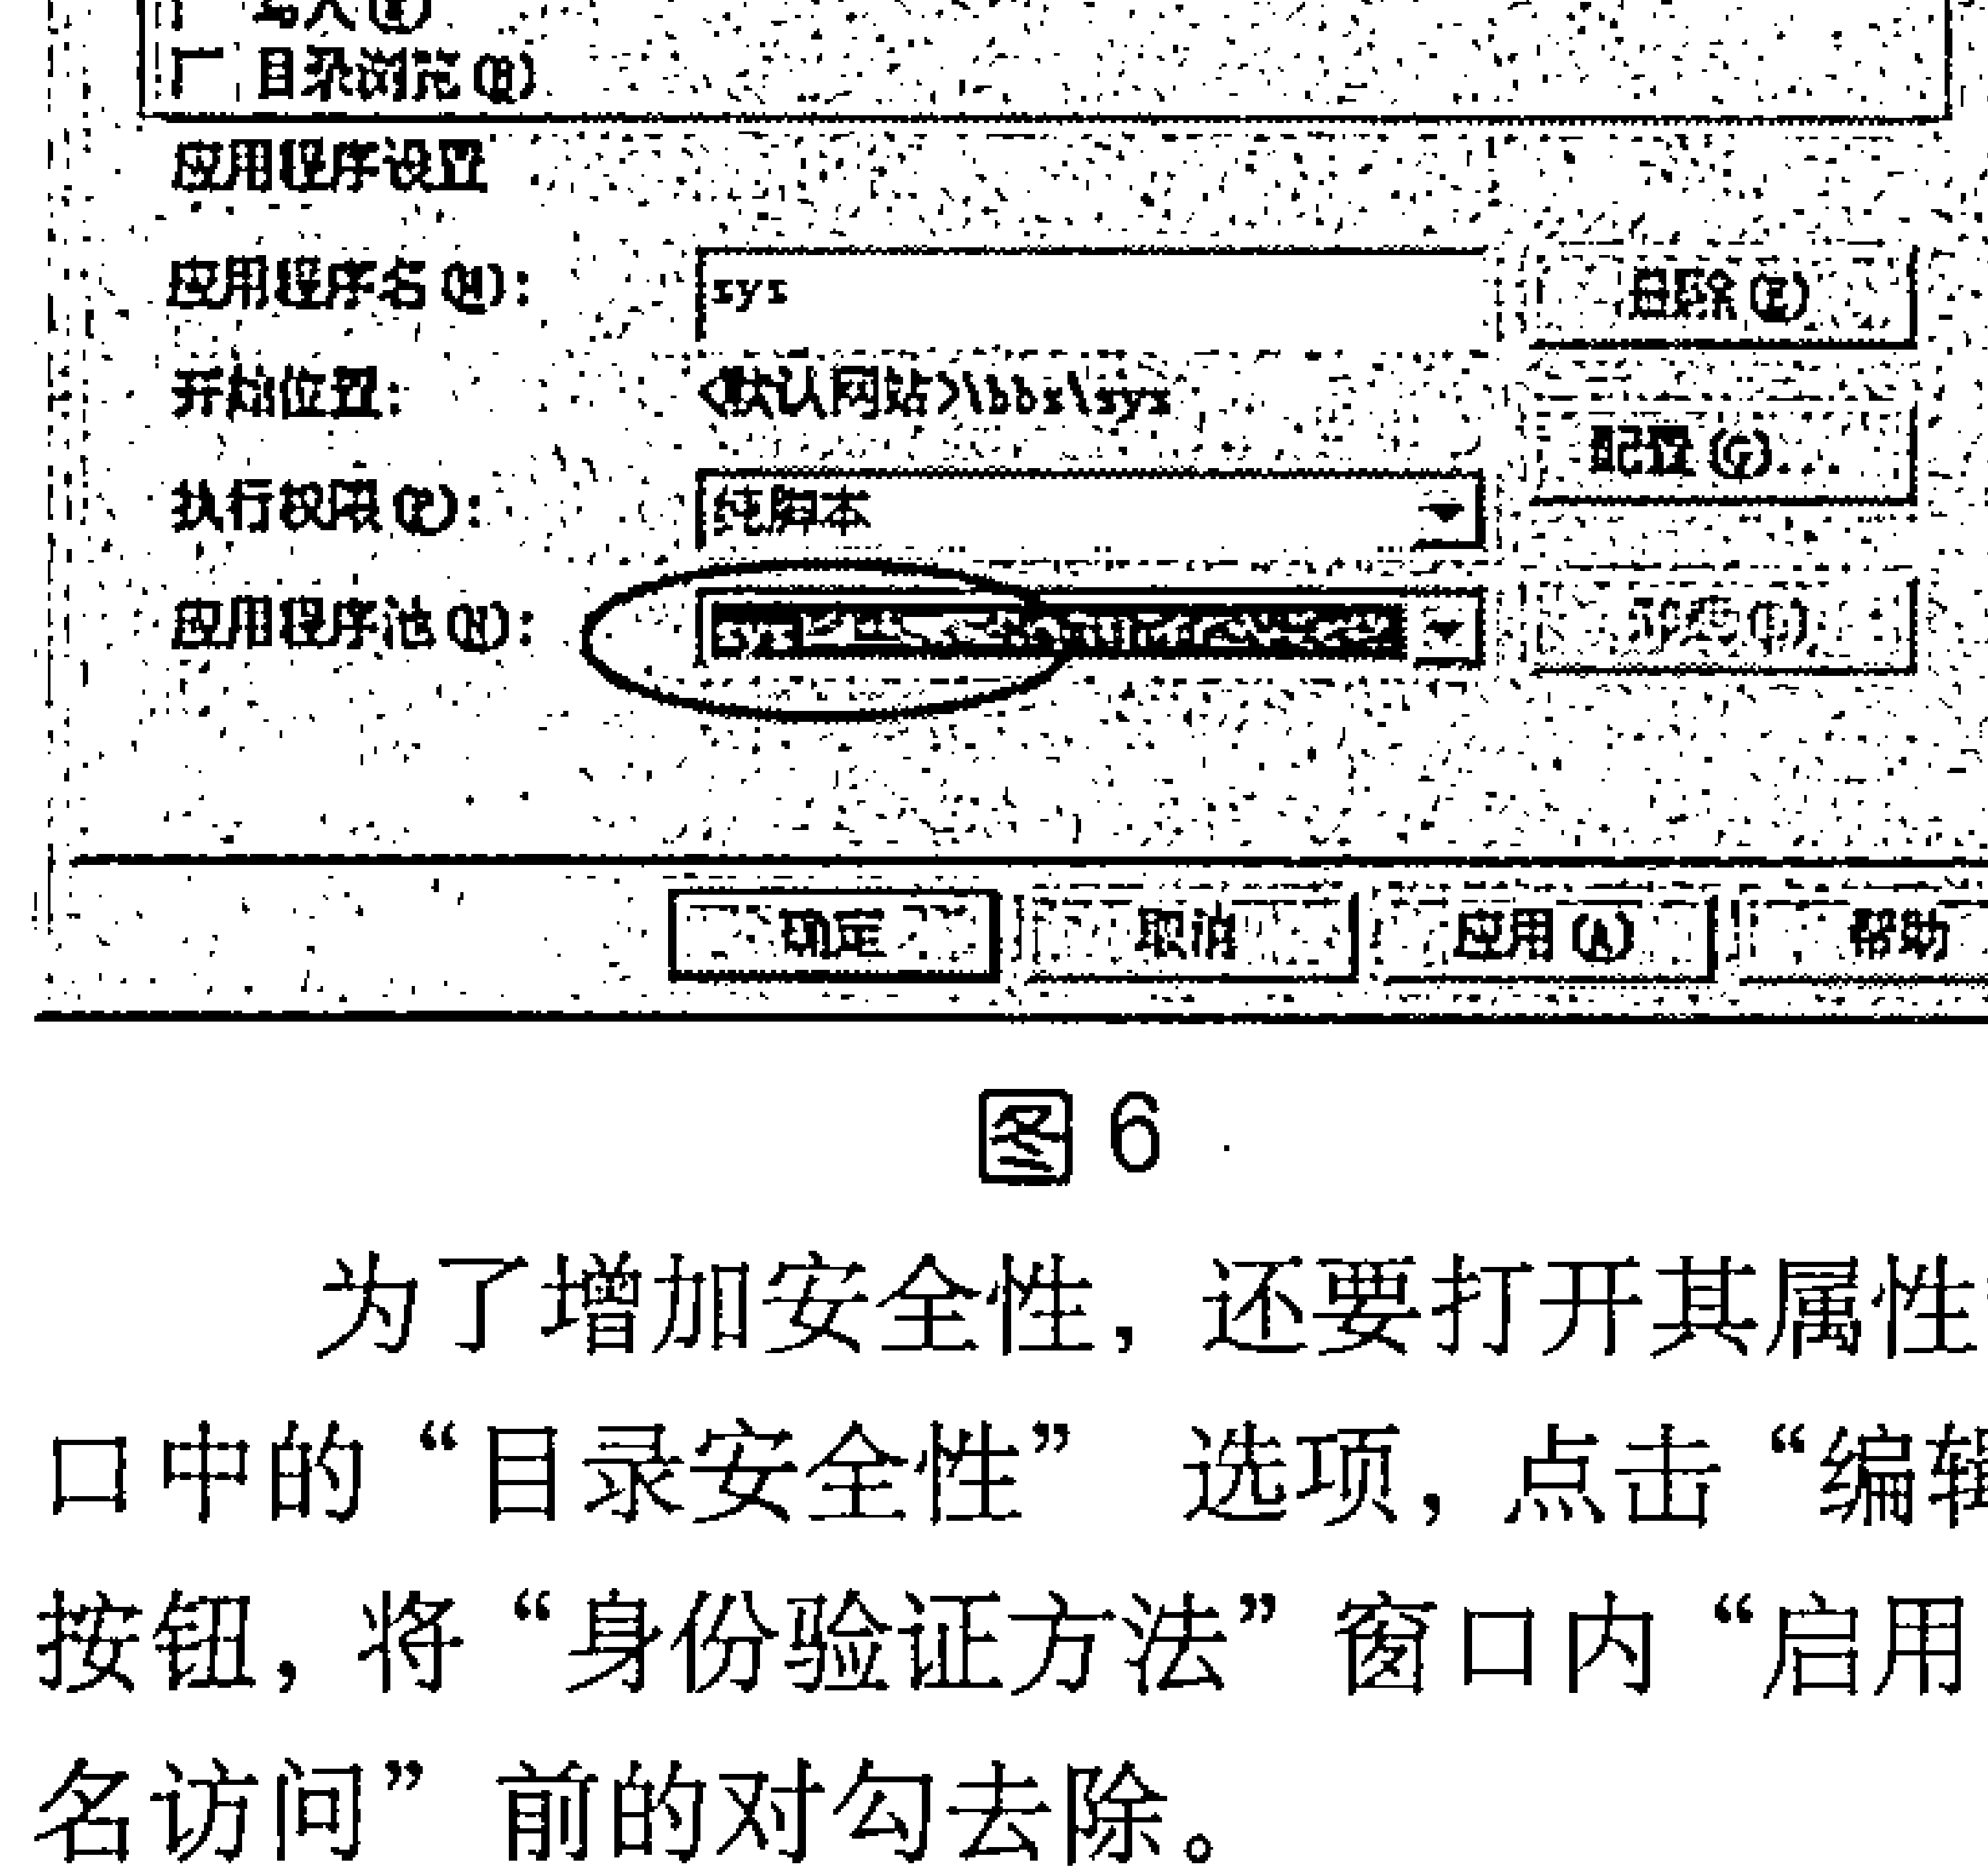 目录浏览(B)
应用程序设置
应用程序名(M): sys 删除(E)
开始位置: <默认网站>\bbs\sys
配置(G)...
执行权限(P): 纯脚本
应用程序池(N): sys
确定 取消 应用(A) 帮助
图 6
为了增加安全性，还要打开其属性
口中的“目录安全性” 选项，点击“编辑
按钮，将“身份验证方法”窗口内“启用
名访问” 前的对勾去除。